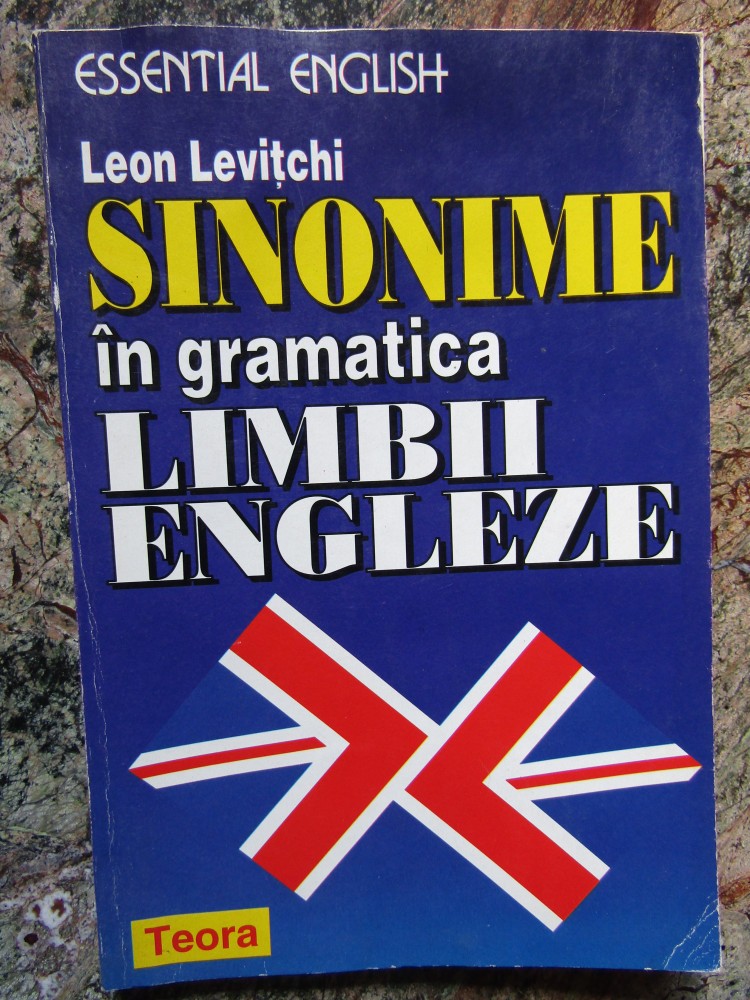 ESSENTIAL ENGLISH
Leon Levițchi
SINONIME
în gramatica
LIMBII
ENGLEZE
Teora